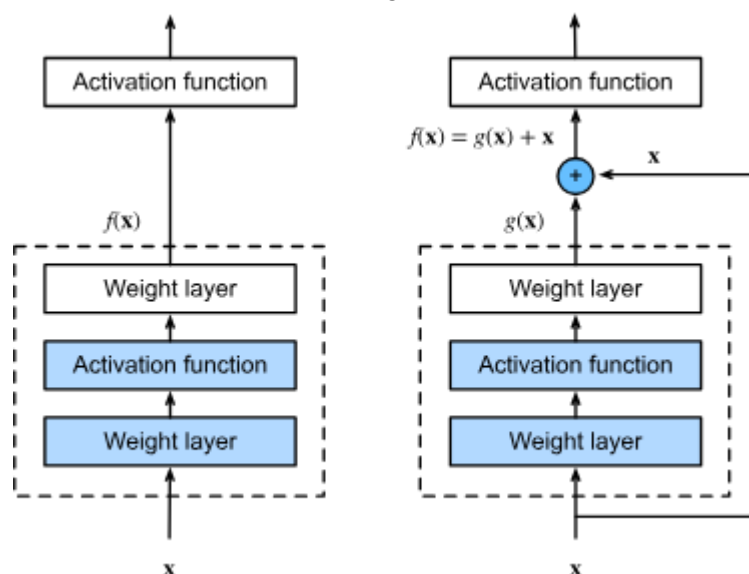 Activation function
f(x)
Weight layer
Activation function
Weight layer
x
Activation function
f(x) = g(x) + x
x
+
g(x)
Weight layer
Activation function
Weight layer
x